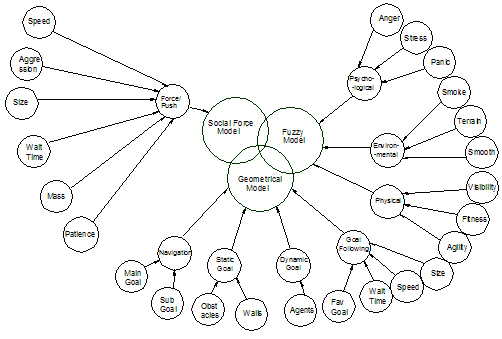 Speed
Aggre
ssion
Size
Wait
Time
Mass
Patience
Force/
Push
Social Force
Model
Fuzzy
Model
Geometrical
Model
Anger
Stress
Panic
Psycho-
-logical
Smoke
Terrain
Smooth
Environ-
-mental
Visibility
Fitness
Agility
Physical
Navigation
Main
Goal
Sub
Goal
Static
Goal
Obst
acles
Walls
Dynamic
Goal
Agents
Goal
Following
Fav
Goal
Wait
Time
Speed
Size